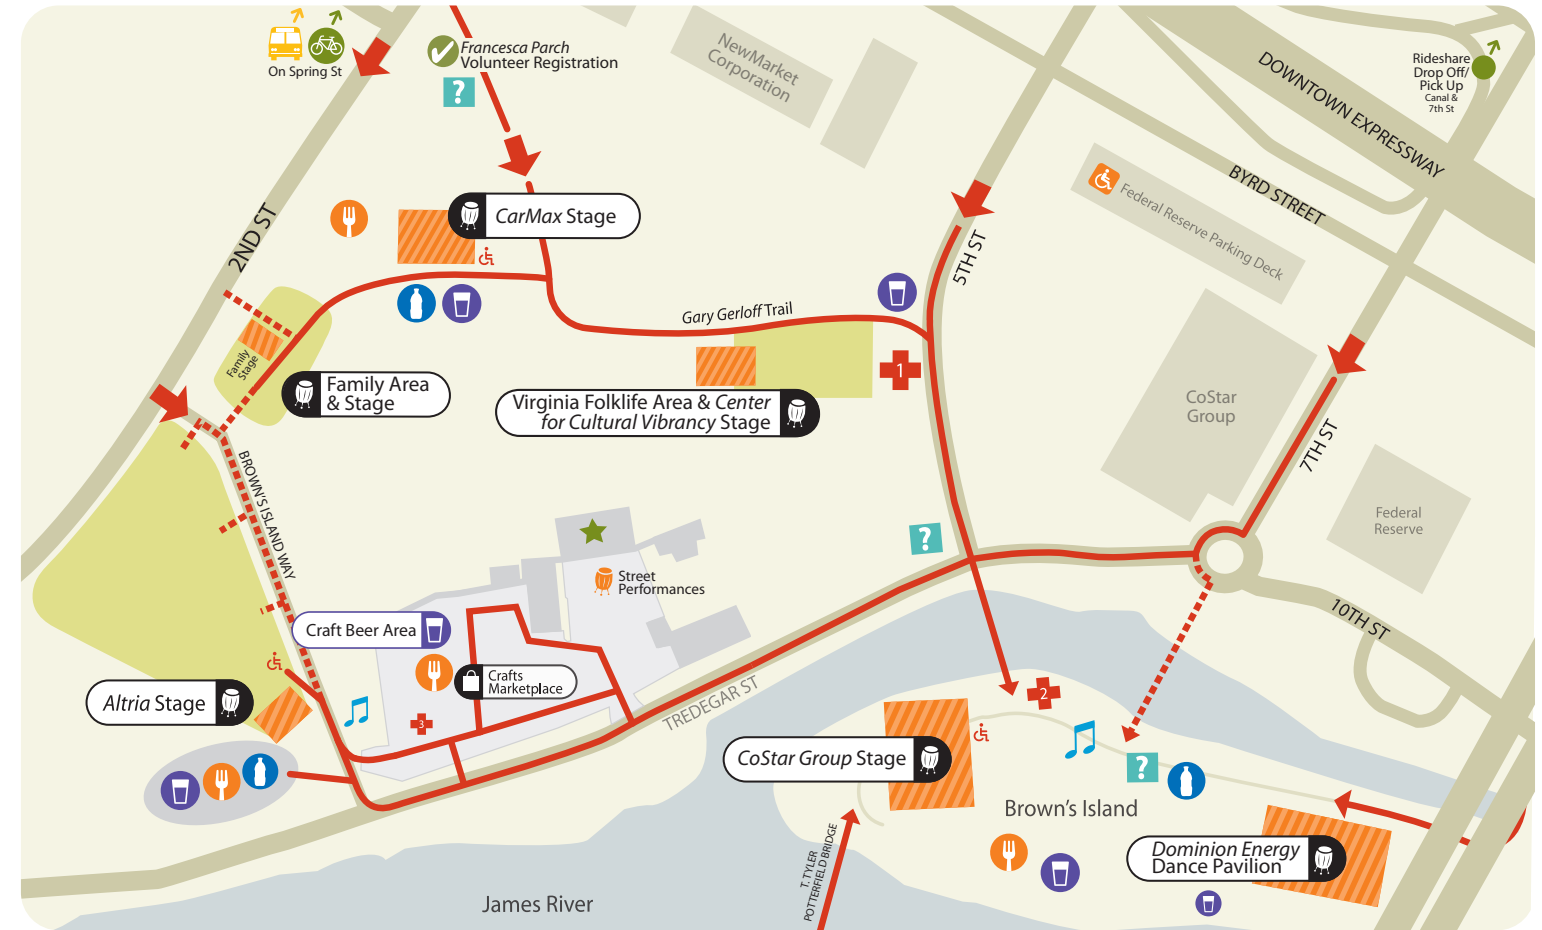 On Spring St
Francesca Parch
Volunteer Registration
?
NewMarket
Corporation
Rideshare
Drop Off/
Pick Up
Canal &
7th St
DOWNTOWN EXPRESSWAY
BYRD STREET
Federal Reserve Parking Deck
2ND ST
CarMax Stage
5TH ST
Gary Gerloff Trail
Family
Stage
Family Area
& Stage
1
Virginia Folklife Area & Center
for Cultural Vibrancy Stage
CoStar
Group
7TH ST
Federal
Reserve
BROWN'S ISLAND WAY
?
Street
Performances
10TH ST
Craft Beer Area
Crafts
Marketplace
Altria Stage
3
TREDEGAR ST
2
CoStar Group Stage
?
Brown's Island
T. TYLER
POTTERFIELD BRIDGE
Dominion Energy
Dance Pavilion
James River